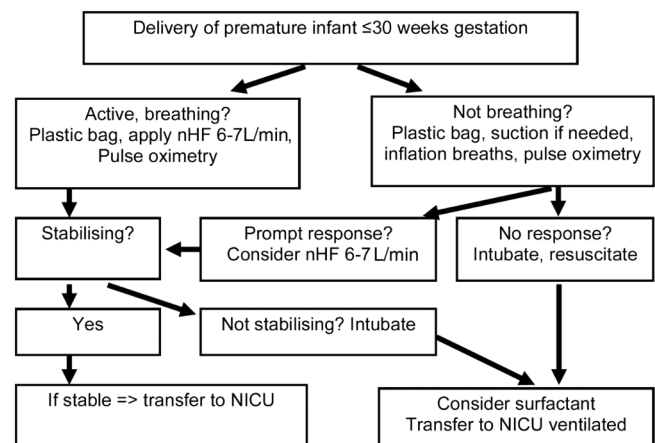 Delivery of premature infant ≤30 weeks gestation
Active, breathing?
Plastic bag, apply nHF 6-7L/min,
Pulse oximetry
Not breathing?
Plastic bag, suction if needed,
inflation breaths, pulse oximetry
Stabilising?
Prompt response?
Consider nHF 6-7 L/min
No response?
Intubate, resuscitate
Yes
Not stabilising? Intubate
If stable => transfer to NICU
Consider surfactant
Transfer to NICU ventilated